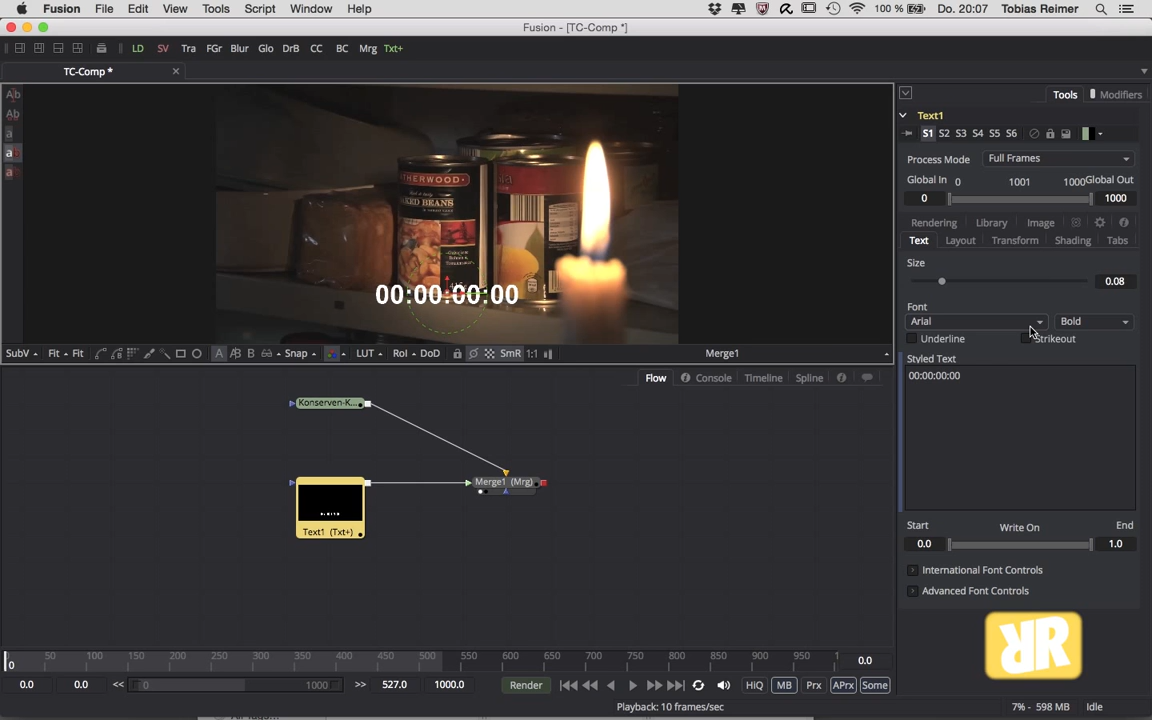 Fusion File Edit View Tools Script Window Help 100 % Do. 20:07 Tobias Reimer
Fusion - [TC-Comp *]
LD SV Tra FGr Blur Glo DrB CC BC Mrg Txt+
TC-Comp *
Tools Modifiers
Text1
S1 S2 S3 S4 S5 S6
Process Mode Full Frames
Global In 0 1001 1000 Global Out
0 1000
Rendering Library Image
Text Layout Transform Shading Tabs
Size
0.08
Font
Arial Bold
Underline Strikeout
Styled Text
00:00:00:00
Start Write On End
0.0 1.0
International Font Controls
Advanced Font Controls
RR
Ab
Ab
a
a
a
THERWOOD
KED BEANS
00:00:00:00
SubV Fit Fit A B Snap LUT RoI DoD SmR 1:1 Merge1
Flow Console Timeline Spline
Konserven-K...
Merge1 (Mrg)
Text1 (Txt+)
0 50 100 150 200 250 300 350 400 450 500 550 600 650 700 750 800 850 900 950 1 0.0
0.0 0.0 << 0 1000 >> 527.0 1000.0 Render HiQ MB Prx APrx Some
Playback: 10 frames/sec 7% - 598 MB Idle